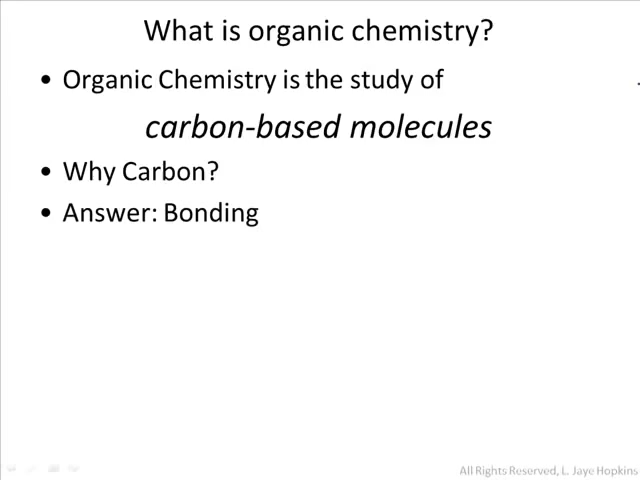 What is organic chemistry?
• Organic Chemistry is the study of
carbon-based molecules
• Why Carbon?
• Answer: Bonding
All Rights Reserved, L. Jaye Hopkins